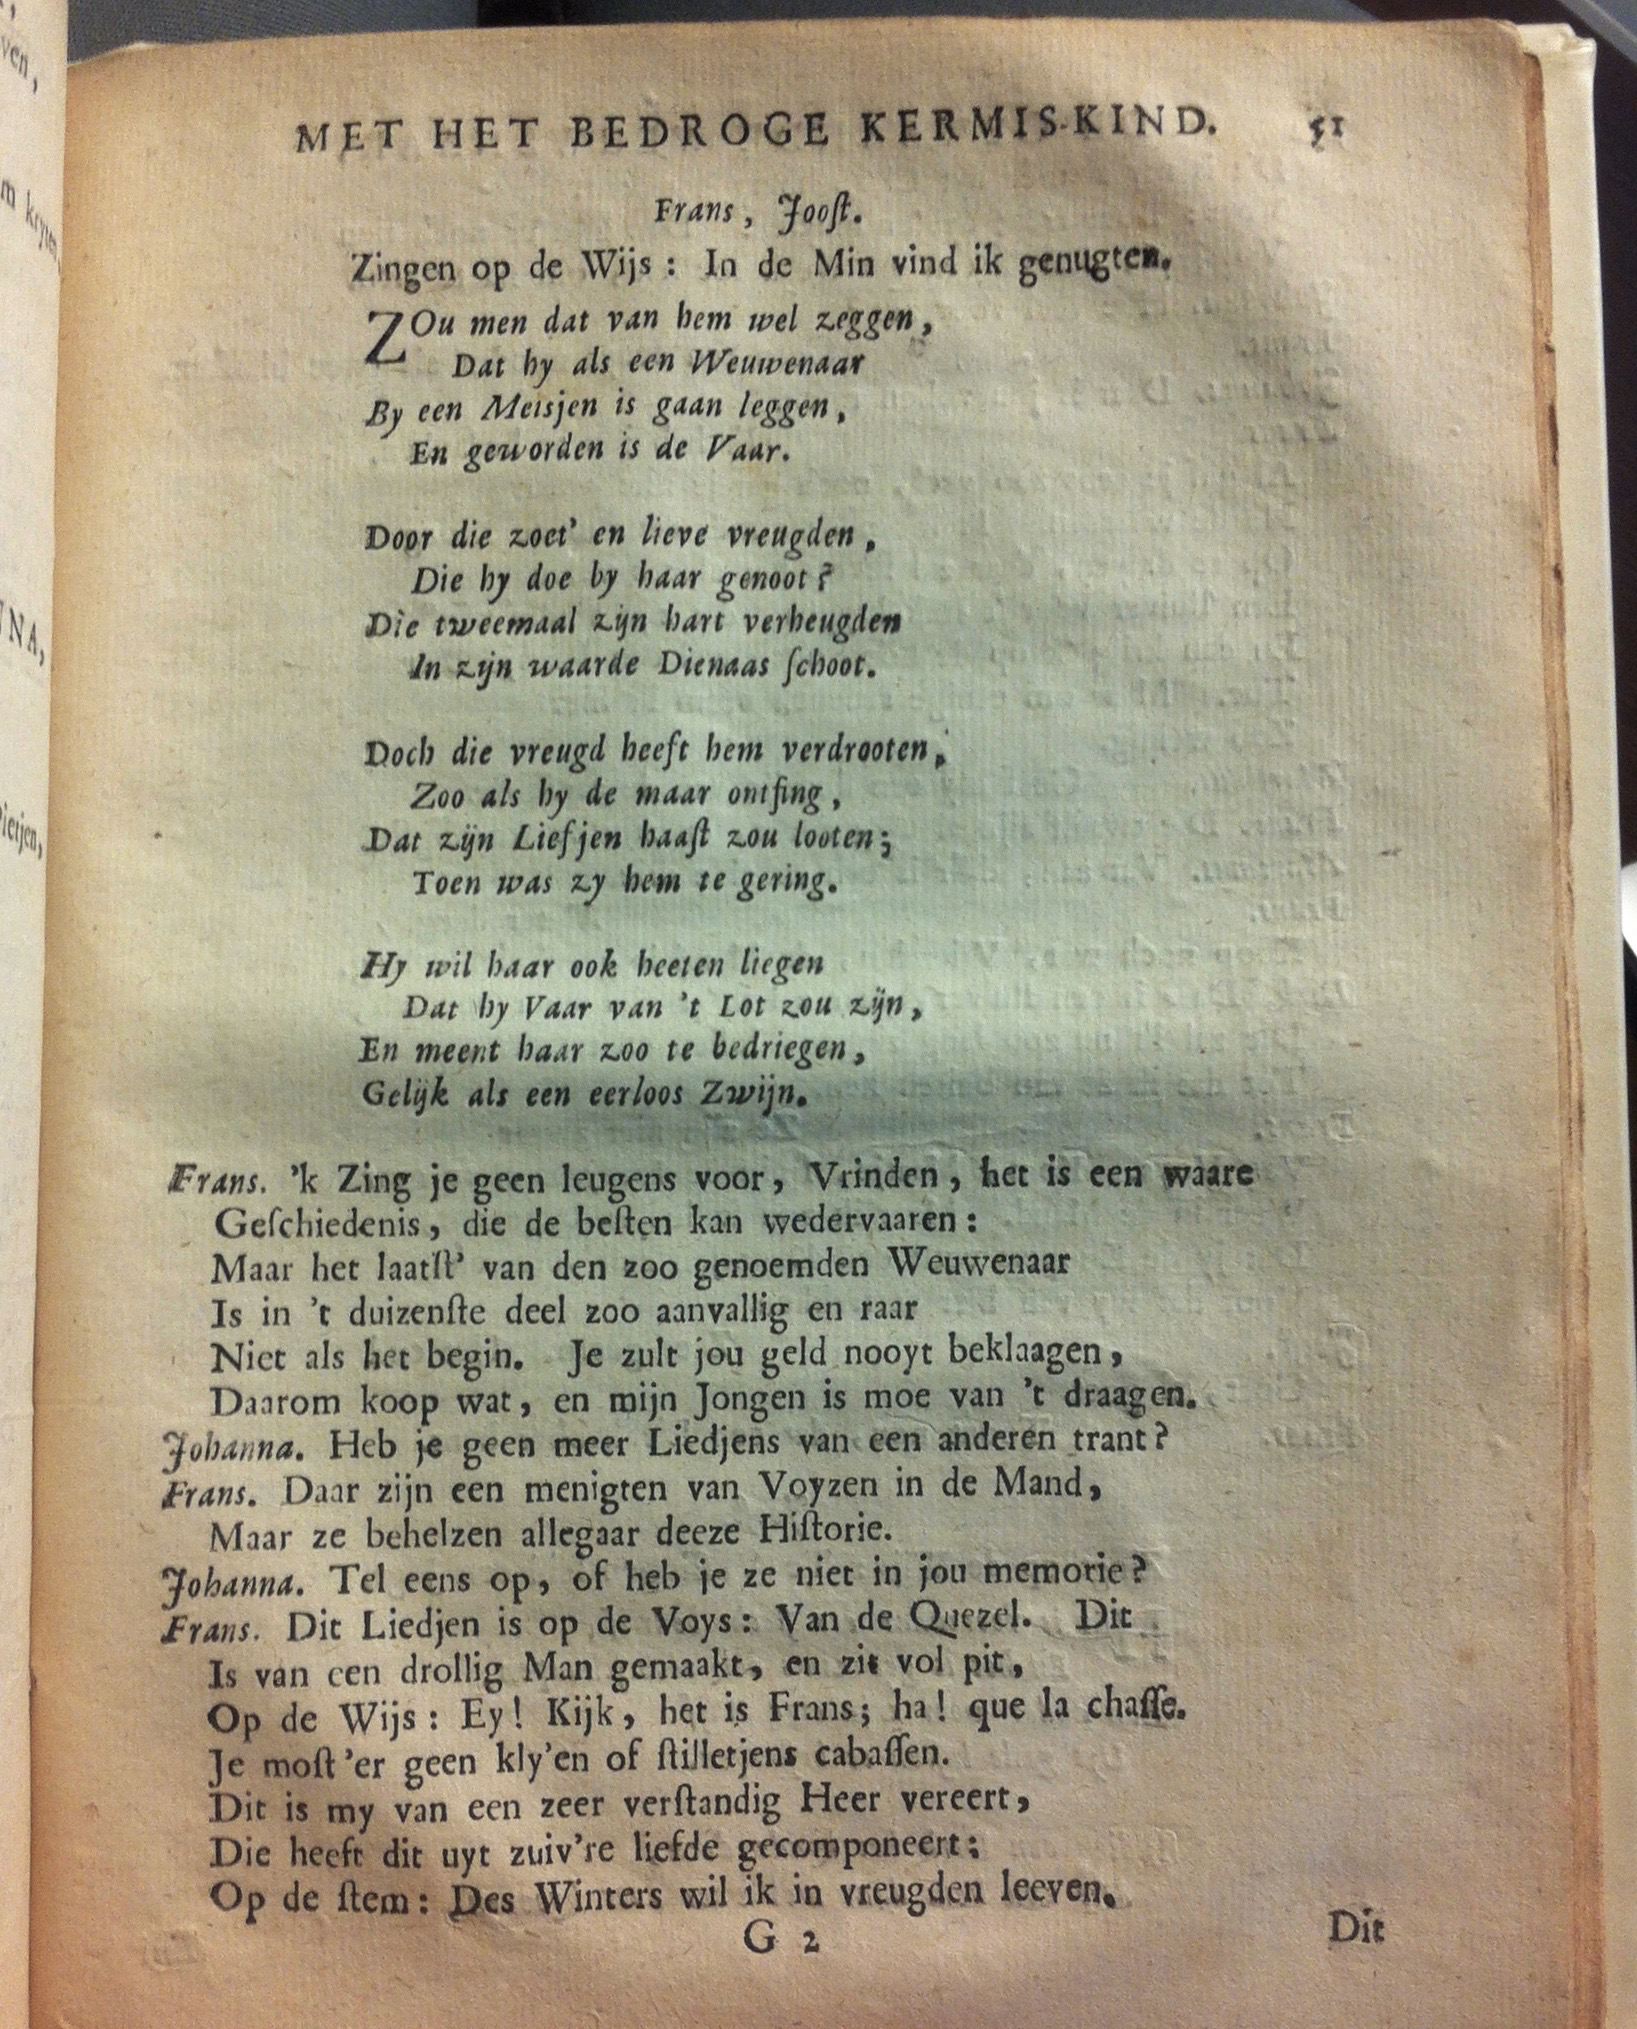 ven,
m kryten
NA,
Pietjen,
MET HET BEDROGE KERMIS-KIND. 51
Frans, Jooſt.
Zingen op de Wijs: In de Min vind ik genugten.
ZOu men dat van hem wel zeggen,
Dat hy als een Weuwenaar
By een Meisjen is gaan leggen,
En geworden is de Vaar.
Door die zoet' en lieve vreugden,
Die hy doe by haar genoot?
Die tweemaal zijn hart verheugden
In zijn waarde Dienaas ſchoot.
Doch die vreugd heeft hem verdrooten,
Zoo als hy de maar ontfing,
Dat zijn Liefjen haaſt zou looten;
Toen was zy hem te gering.
Hy wil haar ook heeten liegen
Dat hy Vaar van 't Lot zou zijn,
En meent haar zoo te bedriegen,
Gelijk als een eerloos Zwijn.
Frans. 'k Zing je geen leugens voor, Vrinden, het is een waare
Geſchiedenis, die de beſten kan wedervaaren:
Maar het laatſt' van den zoo genoemden Weuwenaar
Is in 't duizenſte deel zoo aanvallig en raar
Niet als het begin. Je zult jou geld nooyt beklaagen,
Daarom koop wat, en mijn Jongen is moe van 't draagen.
Johanna. Heb je geen meer Liedjens van een anderen trant?
Frans. Daar zijn een menigten van Voyzen in de Mand,
Maar ze behelzen allegaar deeze Hiſtorie.
Johanna. Tel eens op, of heb je ze niet in jou memorie?
Frans. Dit Liedjen is op de Voys: Van de Quezel. Dit
Is van een drollig Man gemaakt, en zit vol pit,
Op de Wijs: Ey! Kijk, het is Frans; ha! que la chaſſe.
Je moſt 'er geen kly'en of ſtilletjens cabaſſen.
Dit is my van een zeer verſtandig Heer vereert,
Die heeft dit uyt zuiv're liefde gecomponeert:
Op de ſtem: Des Winters wil ik in vreugden leeven.
G 2 Dit